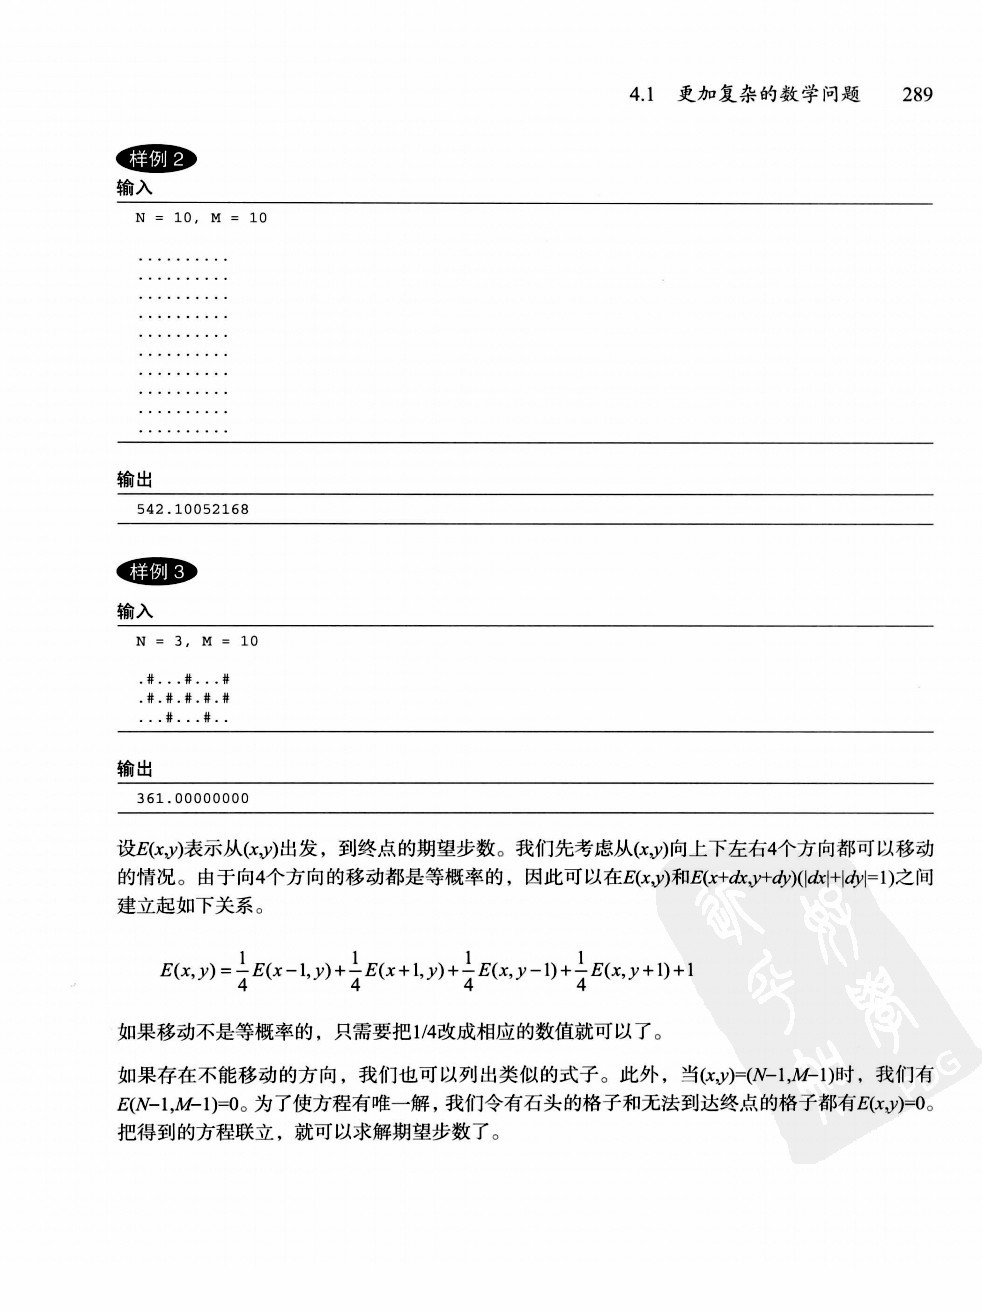 4.1 更加复杂的数学问题 289
样例 2
输入
N = 10, M = 10
..........
..........
..........
..........
..........
..........
..........
..........
..........
..........
输出
542.10052168
样例 3
输入
N = 3, M = 10
.#...#...#
.#.#.#.#.#
...#...#..
输出
361.00000000
设E(x,y)表示从(x,y)出发，到终点的期望步数。我们先考虑从(x,y)向上下左右4个方向都可以移动
的情况。由于向4个方向的移动都是等概率的，因此可以在E(x,y)和E(x+dx,y+dy)(|dx|+|dy|=1)之间
建立起如下关系。
E(x, y) = 1/4 E(x−1, y) + 1/4 E(x+1, y) + 1/4 E(x, y−1) + 1/4 E(x, y+1) + 1
如果移动不是等概率的，只需要把1/4改成相应的数值就可以了。
如果存在不能移动的方向，我们也可以列出类似的式子。此外，当(x,y)=(N−1,M−1)时，我们有
E(N−1,M−1)=0。为了使方程有唯一解，我们令有石头的格子和无法到达终点的格子都有E(x,y)=0。
把得到的方程联立，就可以求解期望步数了。